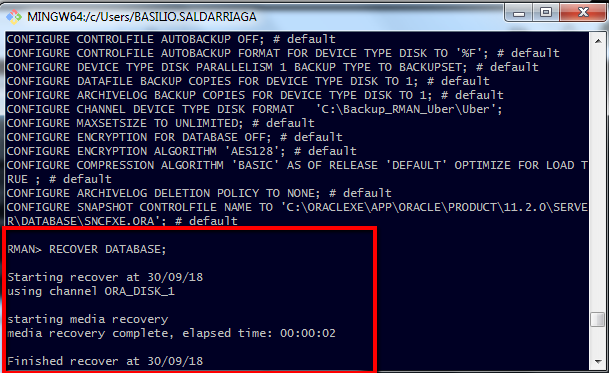 MINGW64:/c/Users/BASILIO.SALDARRIAGA
CONFIGURE CONTROLFILE AUTOBACKUP OFF; # default
CONFIGURE CONTROLFILE AUTOBACKUP FORMAT FOR DEVICE TYPE DISK TO '%F'; # default
CONFIGURE DEVICE TYPE DISK PARALLELISM 1 BACKUP TYPE TO BACKUPSET; # default
CONFIGURE DATAFILE BACKUP COPIES FOR DEVICE TYPE DISK TO 1; # default
CONFIGURE ARCHIVELOG BACKUP COPIES FOR DEVICE TYPE DISK TO 1; # default
CONFIGURE CHANNEL DEVICE TYPE DISK FORMAT   'C:\Backup_RMAN_Uber\Uber';
CONFIGURE MAXSETSIZE TO UNLIMITED; # default
CONFIGURE ENCRYPTION FOR DATABASE OFF; # default
CONFIGURE ENCRYPTION ALGORITHM 'AES128'; # default
CONFIGURE COMPRESSION ALGORITHM 'BASIC' AS OF RELEASE 'DEFAULT' OPTIMIZE FOR LOAD T
RUE ; # default
CONFIGURE ARCHIVELOG DELETION POLICY TO NONE; # default
CONFIGURE SNAPSHOT CONTROLFILE NAME TO 'C:\ORACLEXE\APP\ORACLE\PRODUCT\11.2.0\SERVE
R\DATABASE\SNCFXE.ORA'; # default
RMAN> RECOVER DATABASE;
Starting recover at 30/09/18
using channel ORA_DISK_1
starting media recovery
media recovery complete, elapsed time: 00:00:02
Finished recover at 30/09/18